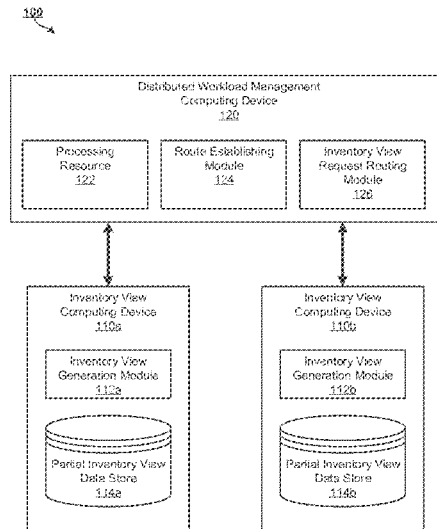 100
Distributed Workload Management
Computing Device
120
Processing
Resource
122
Route Establishing
Module
124
Inventory View
Request Routing
Module
126
Inventory View
Computing Device
110a
Inventory View
Generation Module
112a
Partial Inventory View
Data Store
114a
Inventory View
Computing Device
110b
Inventory View
Generation Module
112b
Partial Inventory View
Data Store
114b